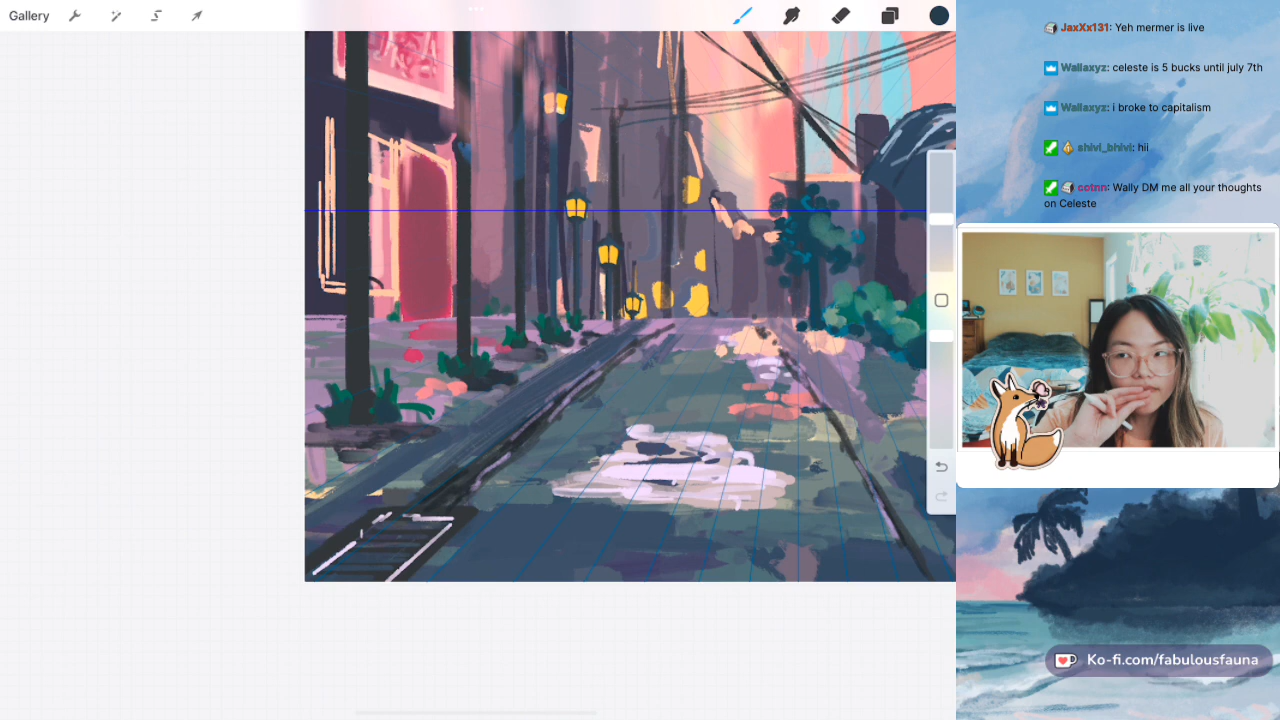 Gallery
JaxXx131: Yeh mermer is live
Wallaxyz: celeste is 5 bucks until july 7th
Wallaxyz: i broke to capitalism
shivi_bhivi: hii
cotnn: Wally DM me all your thoughts
on Celeste
Ko-fi.com/fabulousfauna